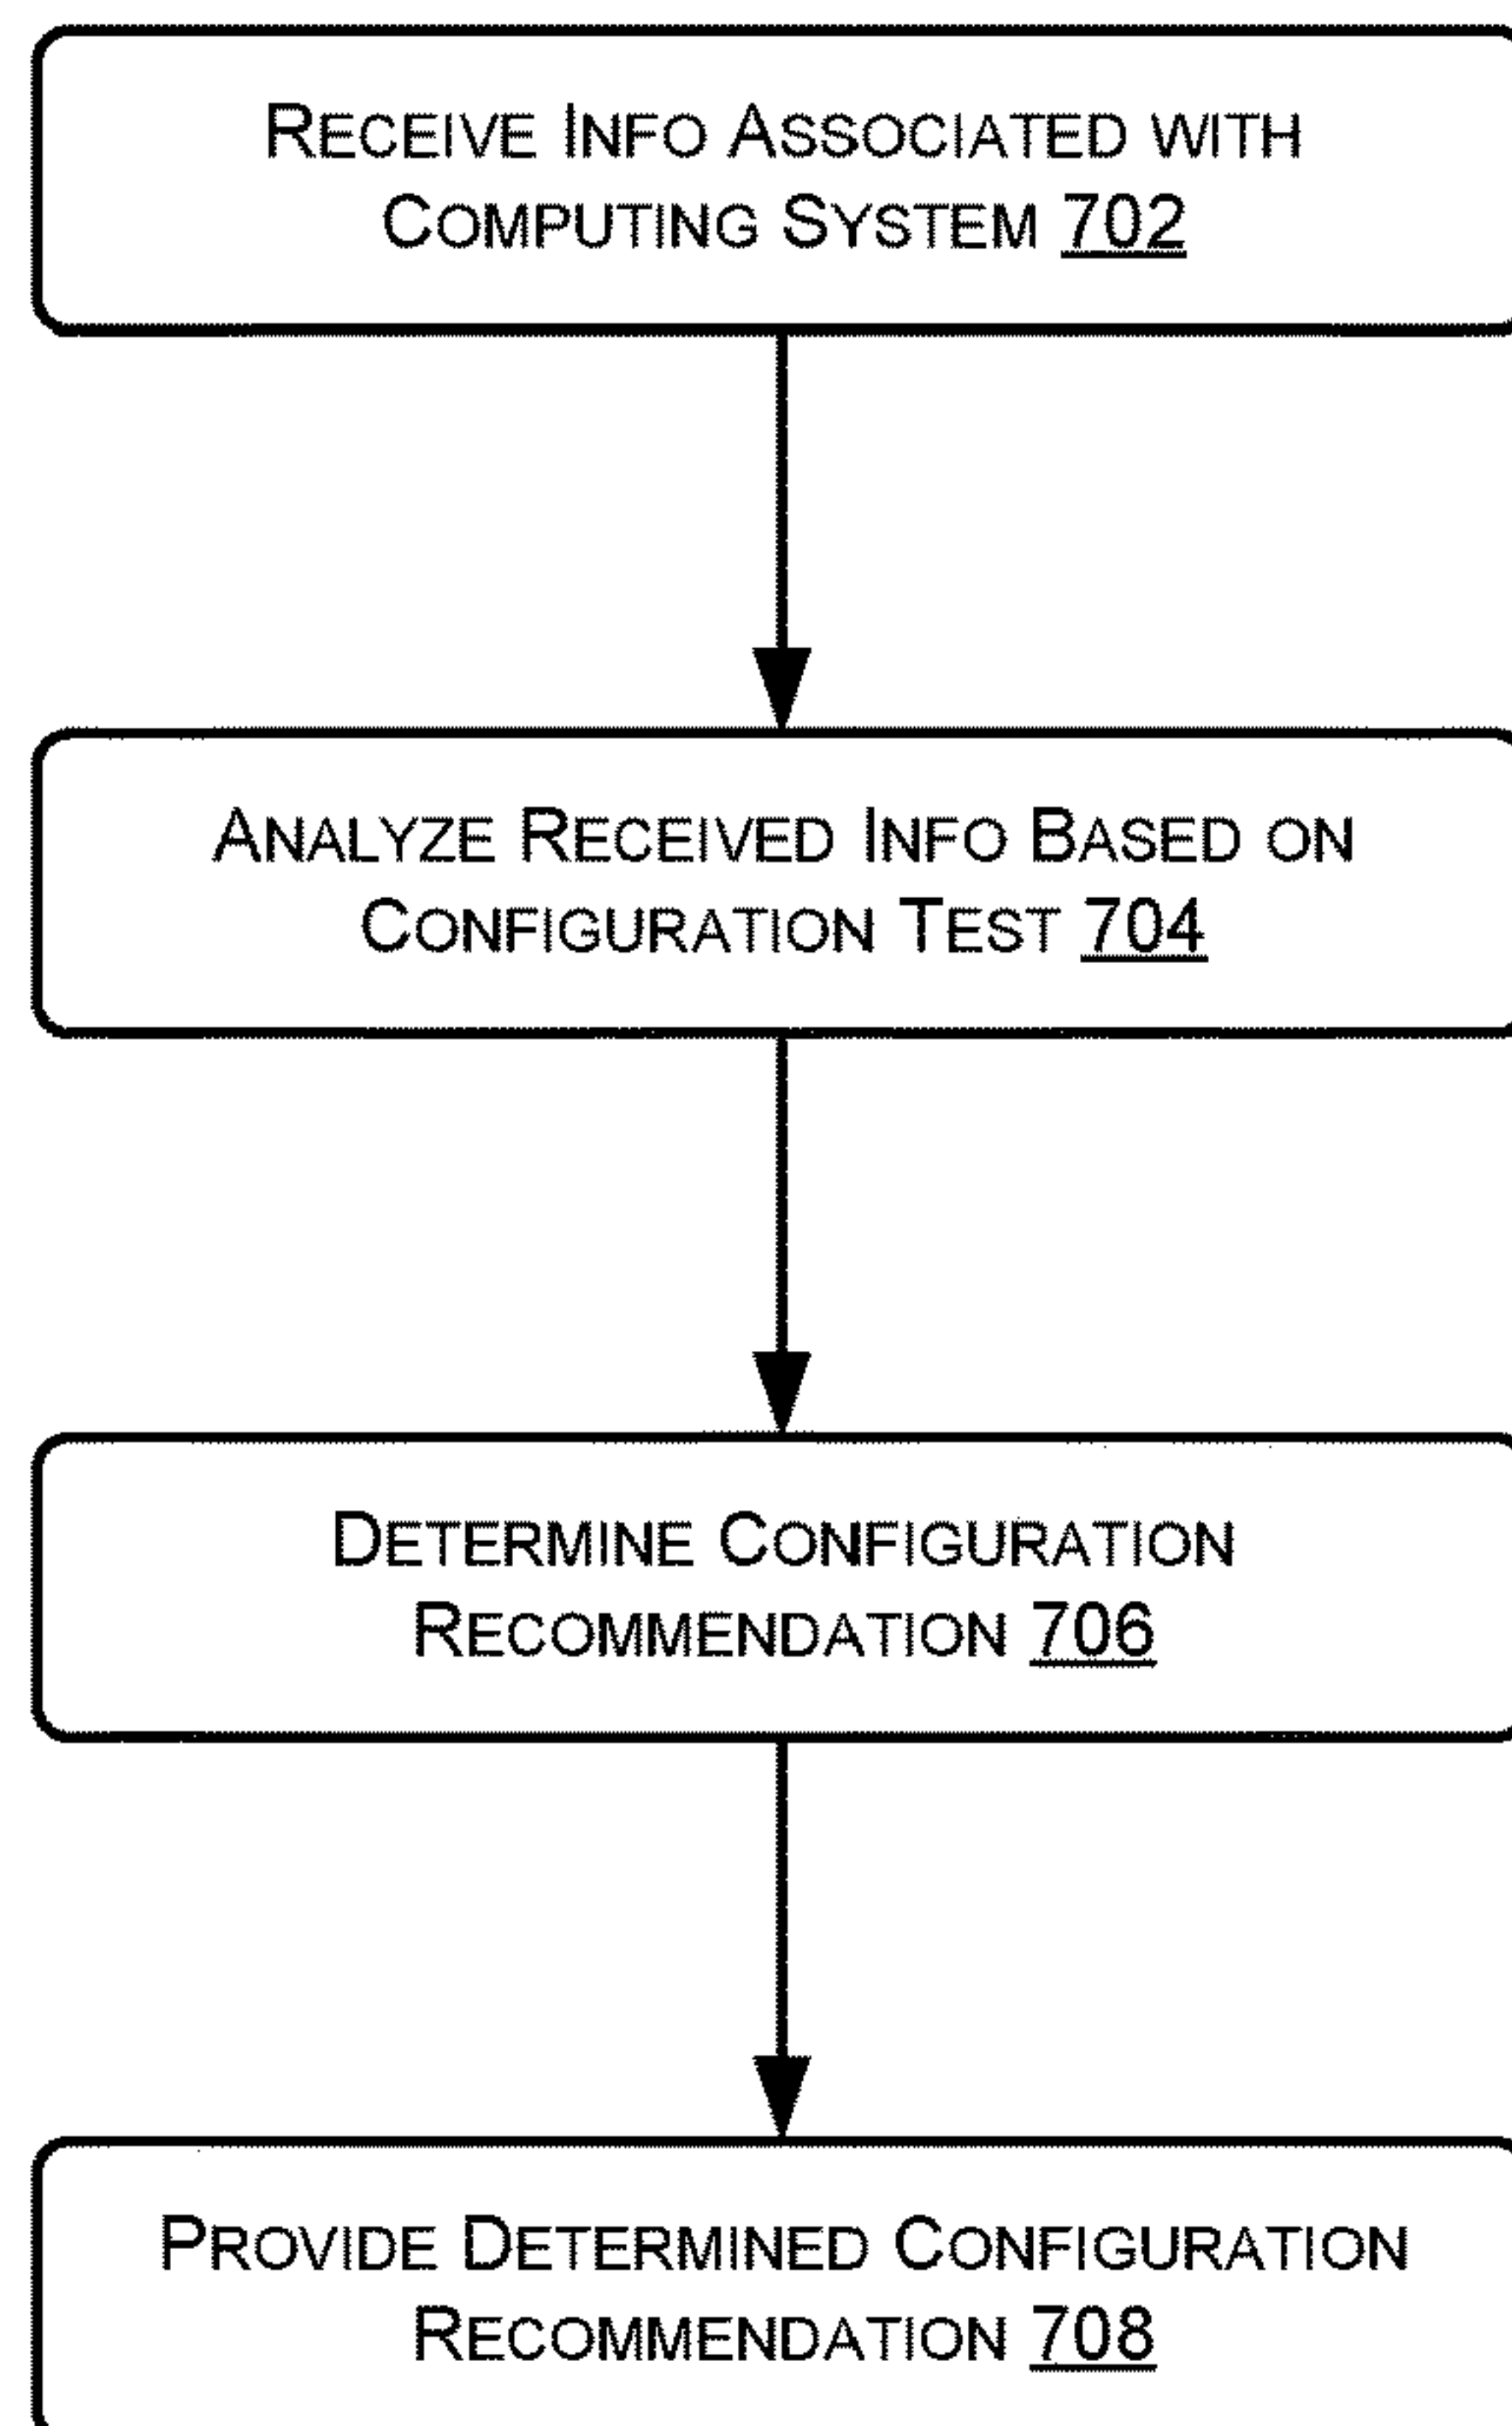 RECEIVE INFO ASSOCIATED WITH
COMPUTING SYSTEM 702
ANALYZE RECEIVED INFO BASED ON
CONFIGURATION TEST 704
DETERMINE CONFIGURATION
RECOMMENDATION 706
PROVIDE DETERMINED CONFIGURATION
RECOMMENDATION 708